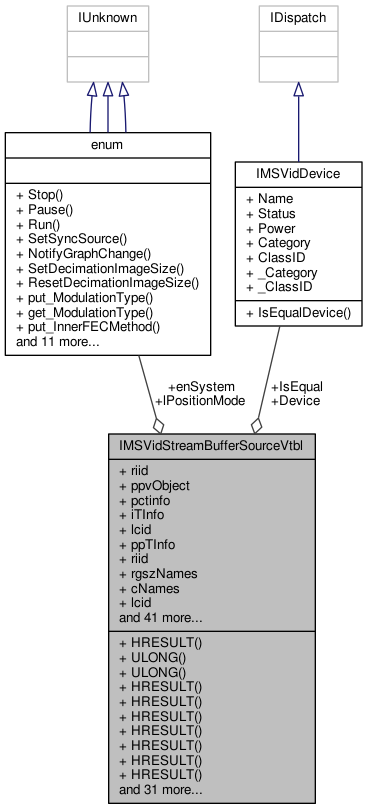 IUnknown
IDispatch
enum
+ Stop()
+ Pause()
+ Run()
+ SetSyncSource()
+ NotifyGraphChange()
+ SetDecimationImageSize()
+ ResetDecimationImageSize()
+ put_ModulationType()
+ get_ModulationType()
+ put_InnerFECMethod()
and 11 more...
IMSVidDevice
+ Name
+ Status
+ Power
+ Category
+ ClassID
+ _Category
+ _ClassID
+ IsEqualDevice()
+enSystem
+lPositionMode
+IsEqual
+Device
IMSVidStreamBufferSourceVtbl
+ riid
+ ppvObject
+ pctinfo
+ iTInfo
+ lcid
+ ppTInfo
+ riid
+ rgszNames
+ cNames
+ lcid
and 41 more...
+ HRESULT()
+ ULONG()
+ ULONG()
+ HRESULT()
+ HRESULT()
+ HRESULT()
+ HRESULT()
+ HRESULT()
+ HRESULT()
+ HRESULT()
and 31 more...